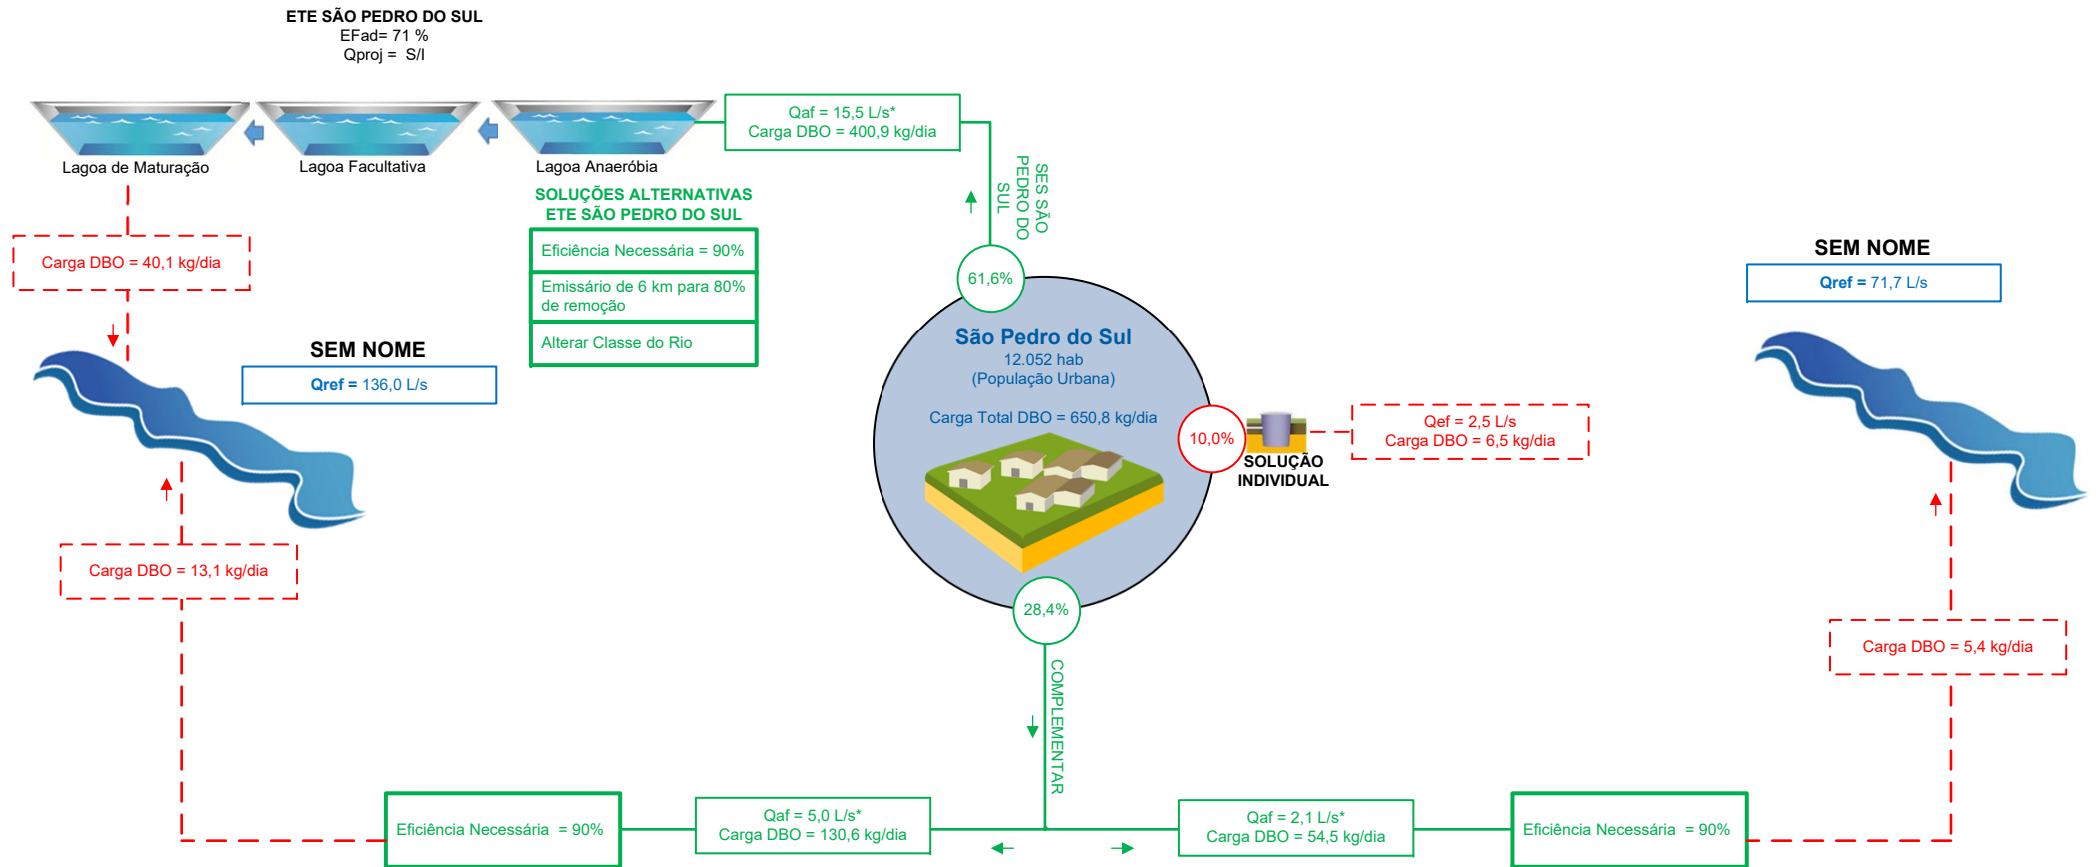 ETE SÃO PEDRO DO SUL
EFad= 71 %
Qproj = S/I
Lagoa de Maturação
Lagoa Facultativa
Lagoa Anaeróbia
Qaf = 15,5 L/s*
Carga DBO = 400,9 kg/dia
SES SÃO
PEDRO DO
SUL
SOLUÇÕES ALTERNATIVAS
ETE SÃO PEDRO DO SUL
Eficiência Necessária = 90%
Emissário de 6 km para 80%
de remoção
Alterar Classe do Rio
Carga DBO = 40,1 kg/dia
SEM NOME
Qref = 136,0 L/s
61,6%
São Pedro do Sul
12.052 hab
(População Urbana)
Carga Total DBO = 650,8 kg/dia
10,0%
SOLUÇÃO
INDIVIDUAL
Qef = 2,5 L/s
Carga DBO = 6,5 kg/dia
SEM NOME
Qref = 71,7 L/s
Carga DBO = 13,1 kg/dia
28,4%
COMPLEMENTAR
Carga DBO = 5,4 kg/dia
Eficiência Necessária = 90%
Qaf = 5,0 L/s*
Carga DBO = 130,6 kg/dia
Qaf = 2,1 L/s*
Carga DBO = 54,5 kg/dia
Eficiência Necessária = 90%